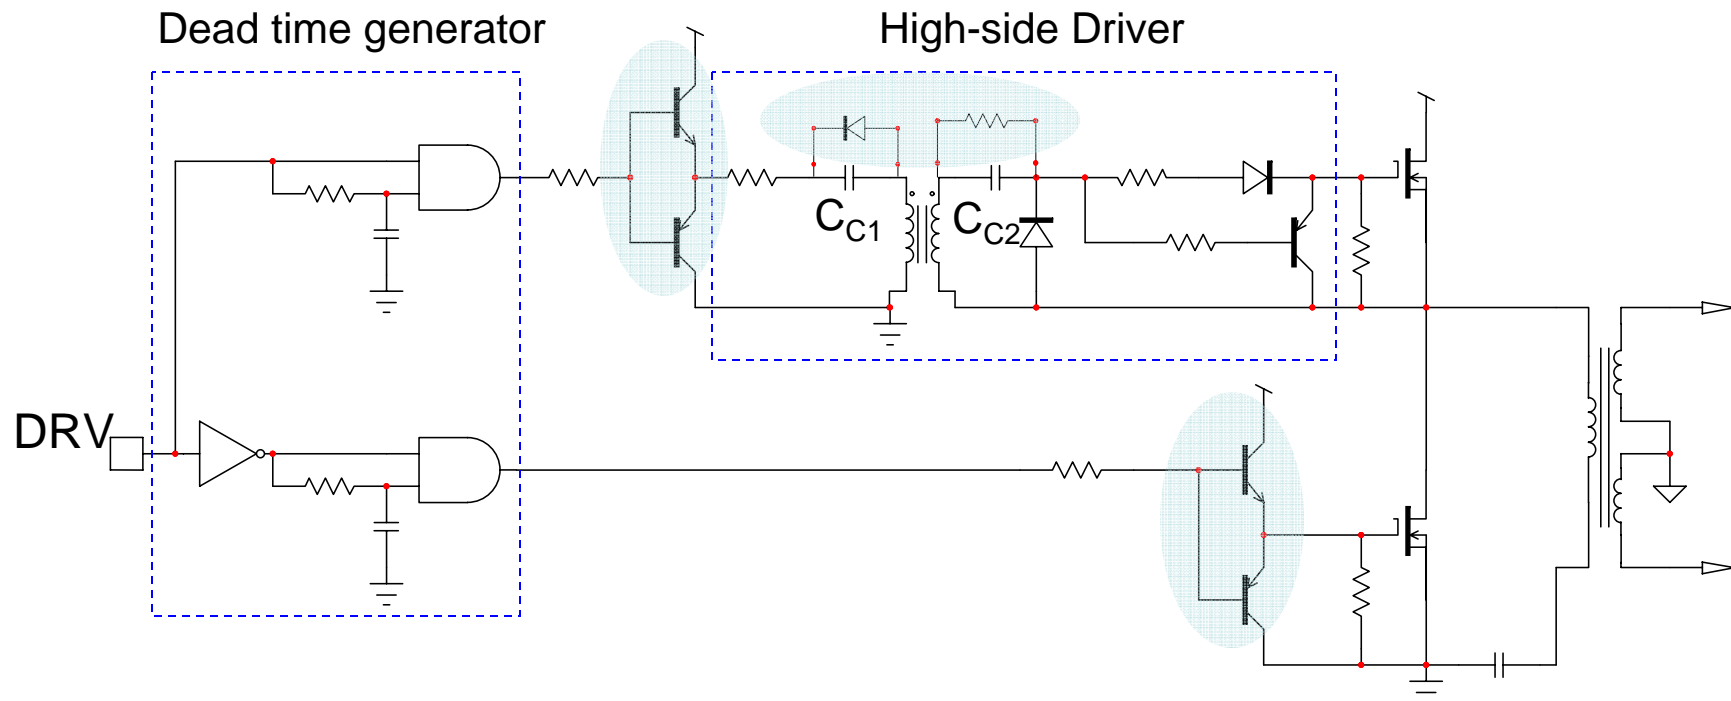 Dead time generator
High-side Driver
CC1
CC2
DRV